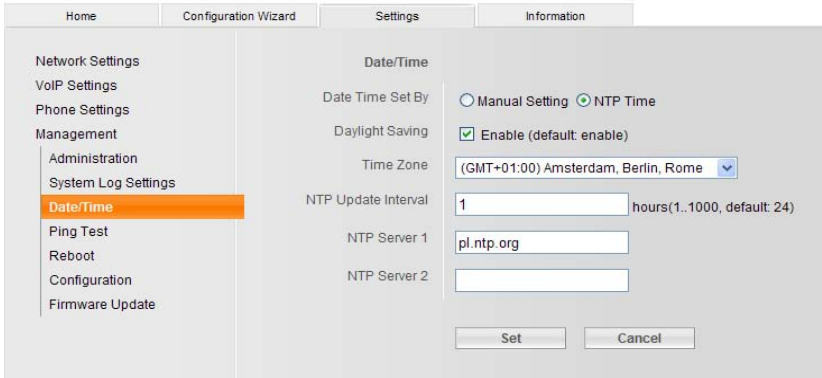 Home Configuration Wizard Settings Information
Network Settings
VoIP Settings
Phone Settings
Management
Administration
System Log Settings
Date/Time
Ping Test
Reboot
Configuration
Firmware Update
Date/Time
Date Time Set By Manual Setting NTP Time
Daylight Saving Enable (default: enable)
Time Zone (GMT+01:00) Amsterdam, Berlin, Rome
NTP Update Interval 1 hours(1..1000, default: 24)
NTP Server 1 pl.ntp.org
NTP Server 2
Set Cancel